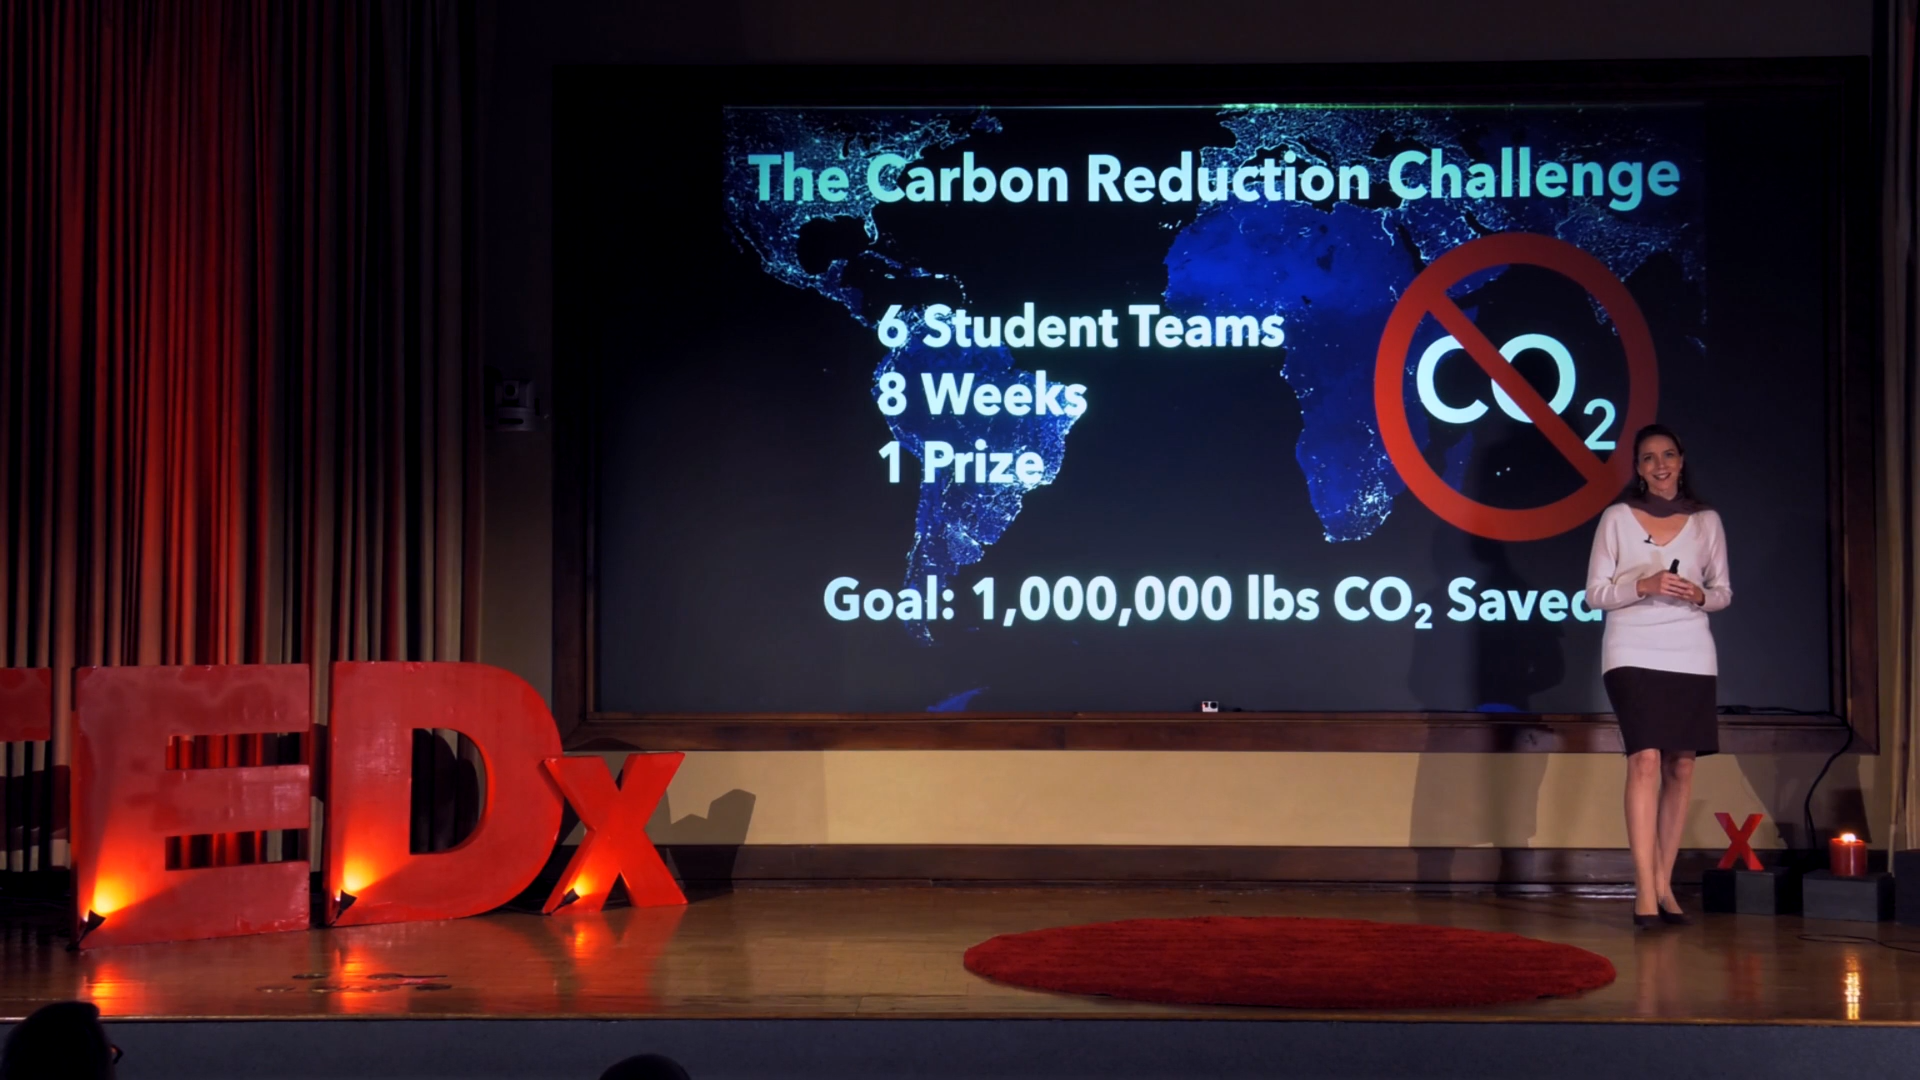 The Carbon Reduction Challenge
6 Student Teams
8 Weeks
1 Prize
CO₂
Goal: 1,000,000 lbs CO₂ Saved
TEDx
X